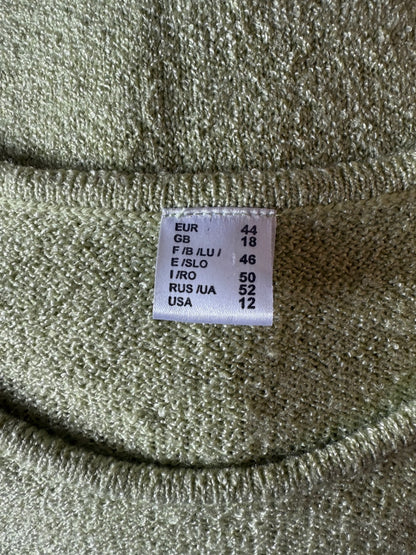 EUR 44
GB 18
F /B /LU /
E /SLO 46
I /RO 50
RUS /UA 52
USA 12